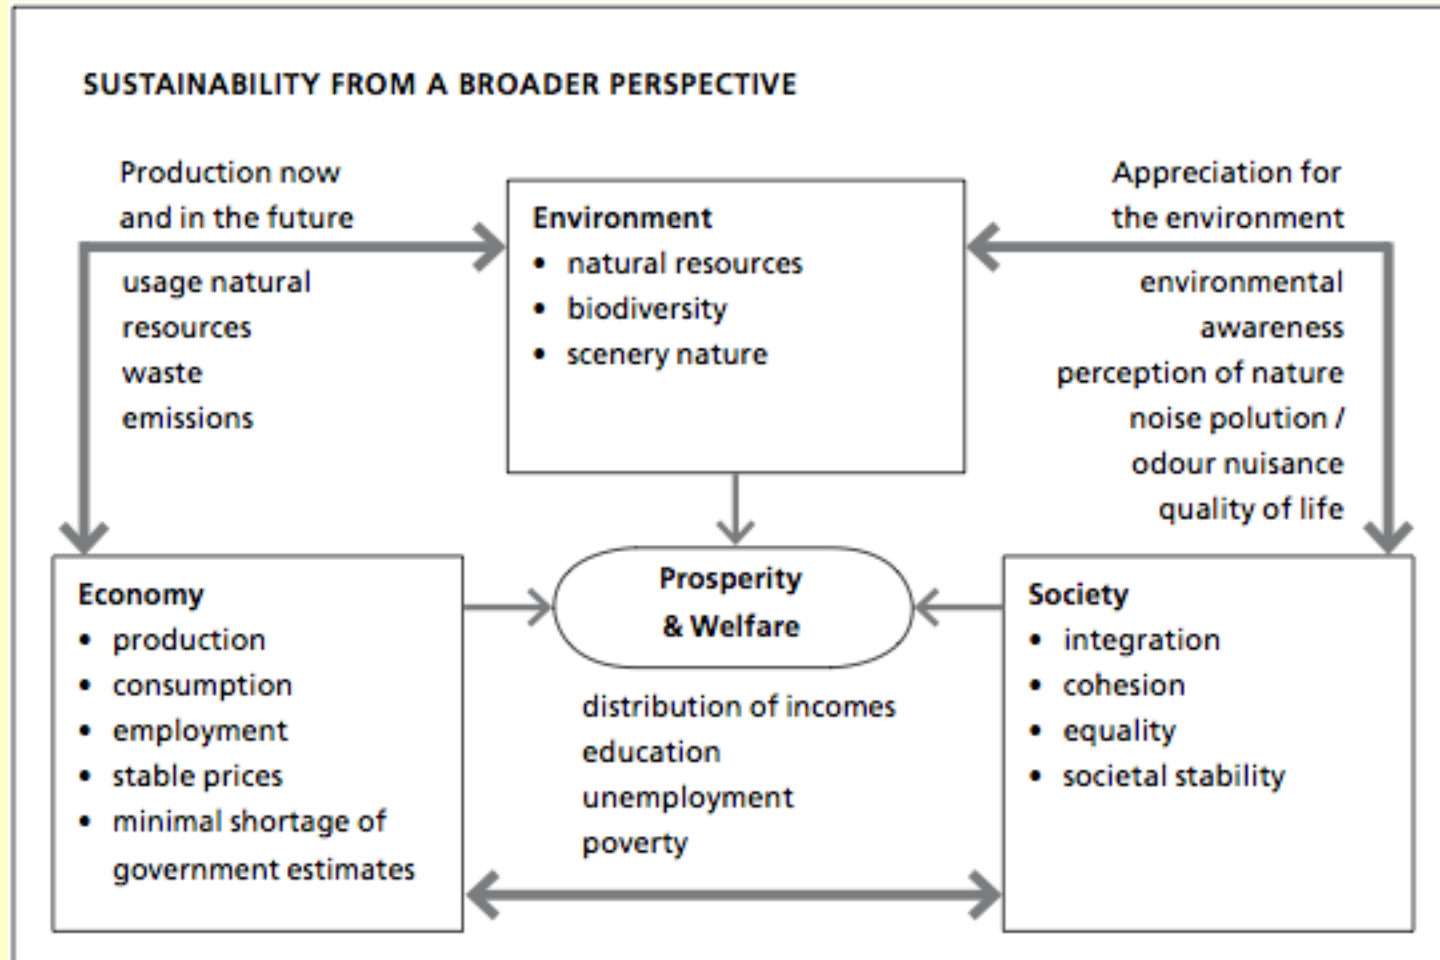 SUSTAINABILITY FROM A BROADER PERSPECTIVE
Production now
and in the future
usage natural
resources
waste
emissions
Environment
• natural resources
• biodiversity
• scenery nature
Appreciation for
the environment
environmental
awareness
perception of nature
noise polution /
odour nuisance
quality of life
Economy
• production
• consumption
• employment
• stable prices
• minimal shortage of
government estimates
Prosperity
& Welfare
distribution of incomes
education
unemployment
poverty
Society
• integration
• cohesion
• equality
• societal stability